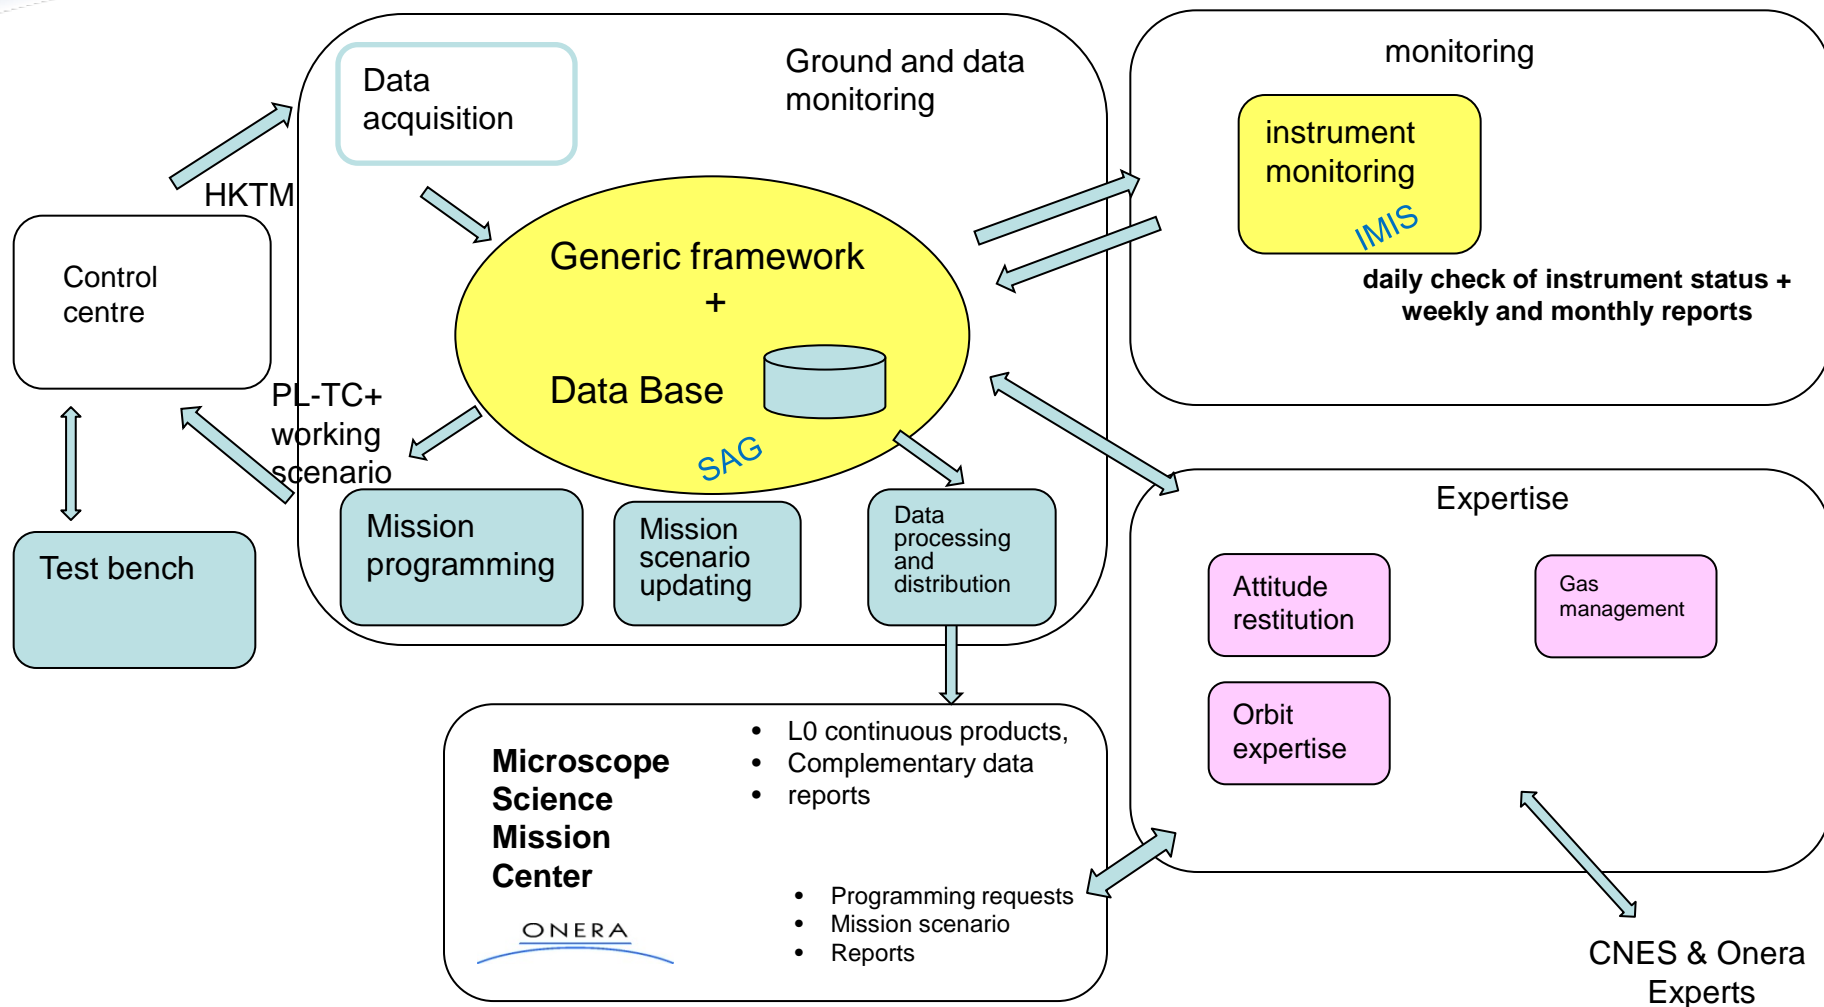 Data
acquisition
Ground and data
monitoring
monitoring
instrument
monitoring
IMIS
daily check of instrument status +
weekly and monthly reports
HKTM
Control
centre
Generic framework
+
Data Base
SAG
PL-TC+
working
scenario
Test bench
Mission
programming
Mission
scenario
updating
Data
processing
and
distribution
Expertise
Attitude
restitution
Gas
management
Orbit
expertise
Microscope
Science
Mission
Center
ONERA
• L0 continuous products,
• Complementary data
• reports
• Programming requests
• Mission scenario
• Reports
CNES & Onera
Experts